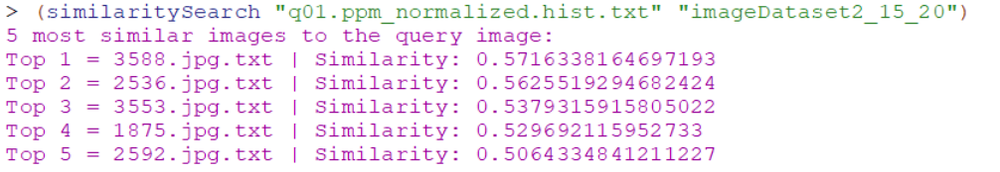 > (similaritySearch "q01.ppm_normalized.hist.txt" "imageDataset2_15_20")
5 most similar images to the query image:
Top 1 = 3588.jpg.txt | Similarity: 0.5716338164697193
Top 2 = 2536.jpg.txt | Similarity: 0.5625519294682424
Top 3 = 3553.jpg.txt | Similarity: 0.5379315915805022
Top 4 = 1875.jpg.txt | Similarity: 0.529692115952733
Top 5 = 2592.jpg.txt | Similarity: 0.5064334841211227